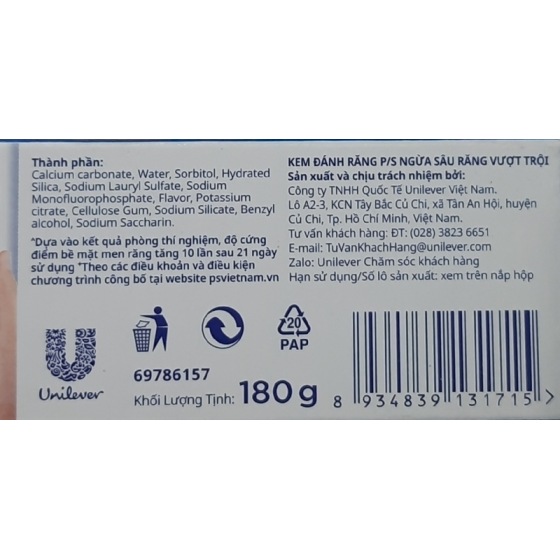 Thành phần:
Calcium carbonate, Water, Sorbitol, Hydrated
Silica, Sodium Lauryl Sulfate, Sodium
Monofluorophosphate, Flavor, Potassium
citrate, Cellulose Gum, Sodium Silicate, Benzyl
alcohol, Sodium Saccharin.
^Dựa vào kết quả phòng thí nghiệm, độ cứng
điểm bề mặt men răng tăng 10 lần sau 21 ngày
sử dụng *Theo các điều khoản và điều kiện
chương trình công bố tại website psvietnam.vn
KEM ĐÁNH RĂNG P/S NGỪA SÂU RĂNG VƯỢT TRỘI
Sản xuất và chịu trách nhiệm bởi:
Công ty TNHH Quốc Tế Unilever Việt Nam.
Lô A2-3, KCN Tây Bắc Củ Chi, xã Tân An Hội, huyện
Củ Chi, Tp. Hồ Chí Minh, Việt Nam.
Tư vấn khách hàng: ĐT: (028) 3823 6651
E-mail: TuVanKhachHang@unilever.com
Zalo: Unilever Chăm sóc khách hàng
Hạn sử dụng/Số lô sản xuất: xem trên nắp hộp
Unilever
20
PAP
69786157
Khối Lượng Tịnh: 180 g
8 934839 131715 >